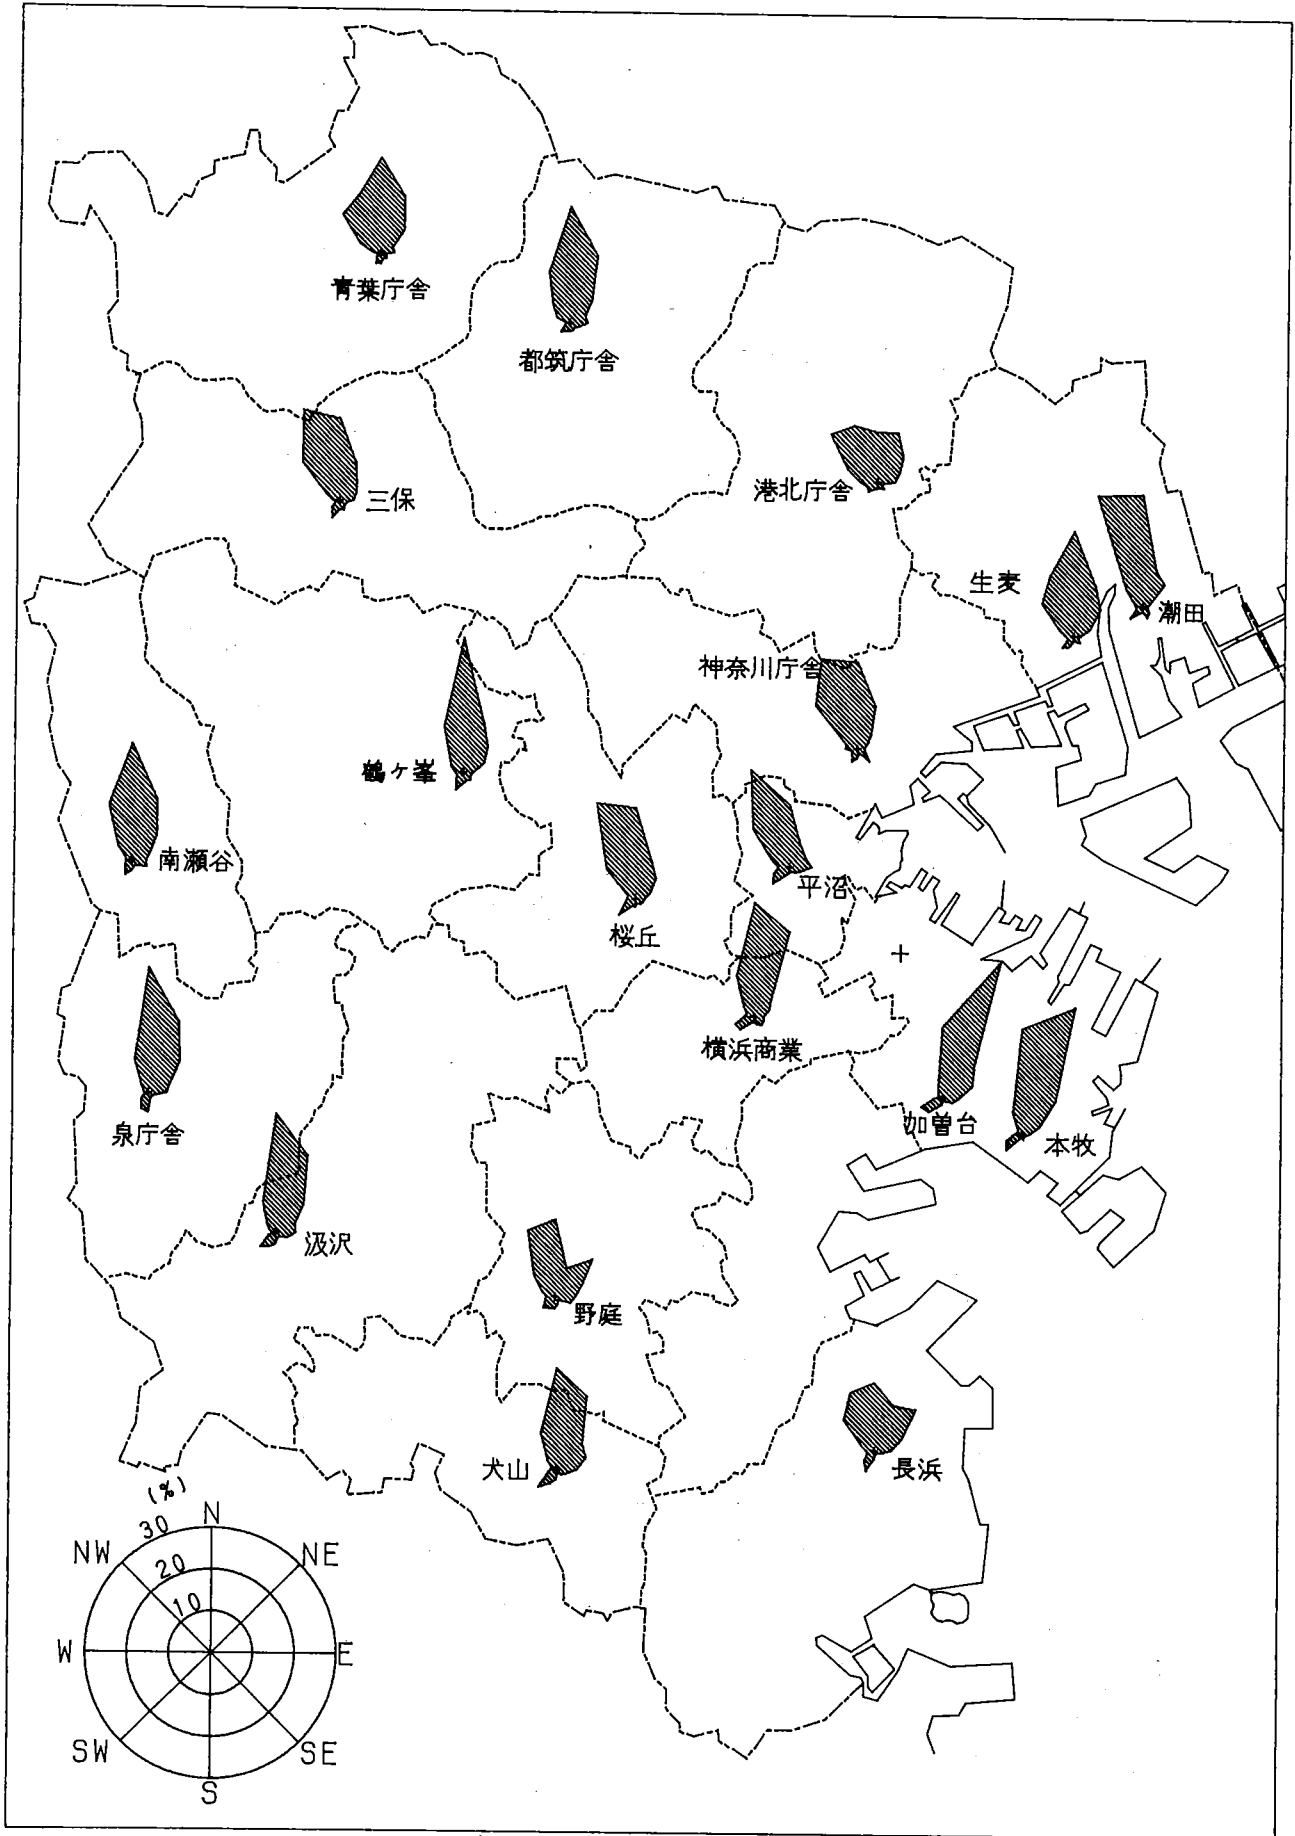 青葉庁舎
都筑庁舎
三保
港北庁舎
生麦
潮田
神奈川庁舎
鶴ヶ峯
南瀬谷
平沼
桜丘
横浜商業
泉庁舎
加曽台
本牧
汲沢
野庭
犬山
長浜
(%)
30
20
10
N
NE
E
SE
S
SW
W
NW